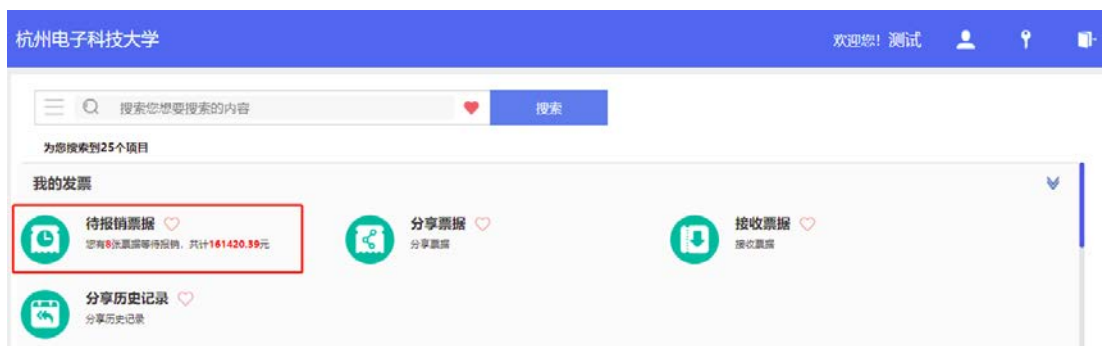 杭州电子科技大学
欢迎您! 测试
搜索您想要搜索的内容
搜索
为您搜索到25个项目
我的发票
待报销票据
您有8张票据等待报销，共计161420.39元
分享票据
分享票据
接收票据
接收票据
分享历史记录
分享历史记录